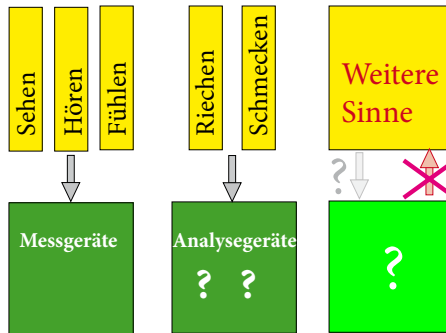 Sehen
Hören
Fühlen
Riechen
Schmecken
Weitere
Sinne
?
Messgeräte
Analysegeräte
? ?
?